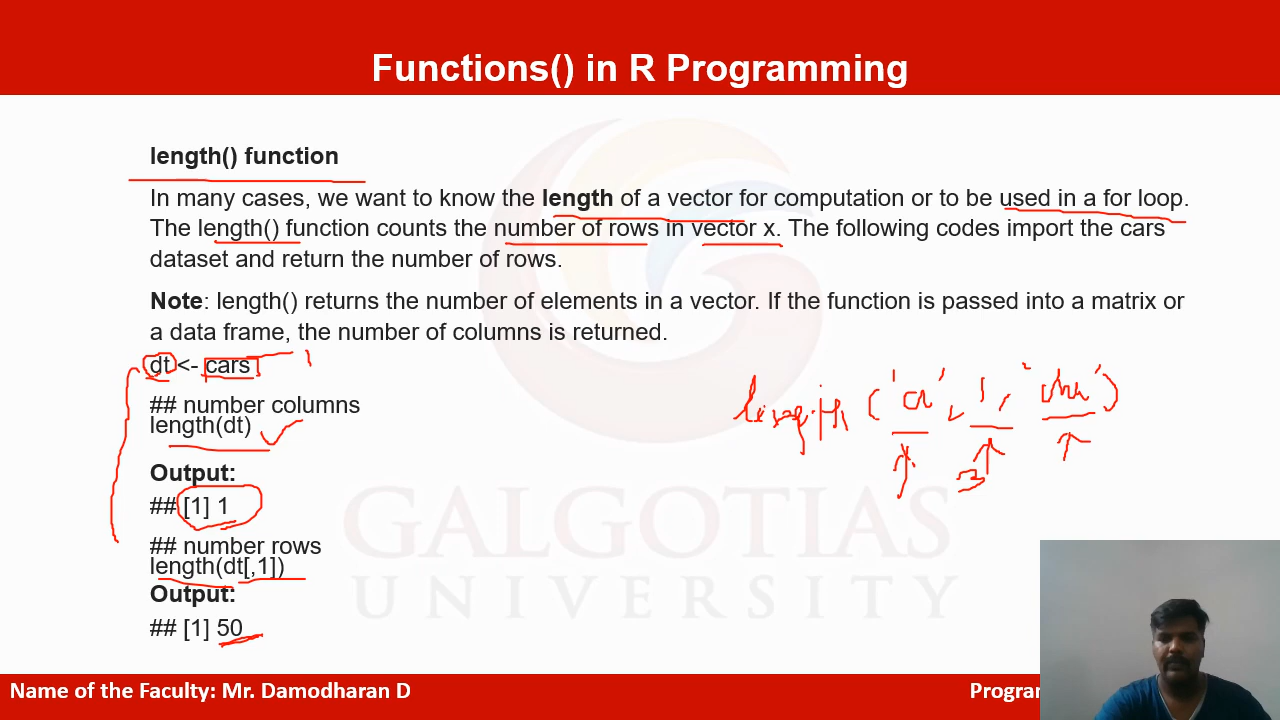 Functions() in R Programming
length() function
In many cases, we want to know the length of a vector for computation or to be used in a for loop.
The length() function counts the number of rows in vector x. The following codes import the cars
dataset and return the number of rows.
Note: length() returns the number of elements in a vector. If the function is passed into a matrix or
a data frame, the number of columns is returned.
dt <- cars
## number columns
length(dt)
Output:
## [1] 1
## number rows
length(dt[,1])
Output:
## [1] 50
length ('a', 1,
3
GALGOTIAS
UNIVERSITY
Name of the Faculty: Mr. Damodharan D
Progra